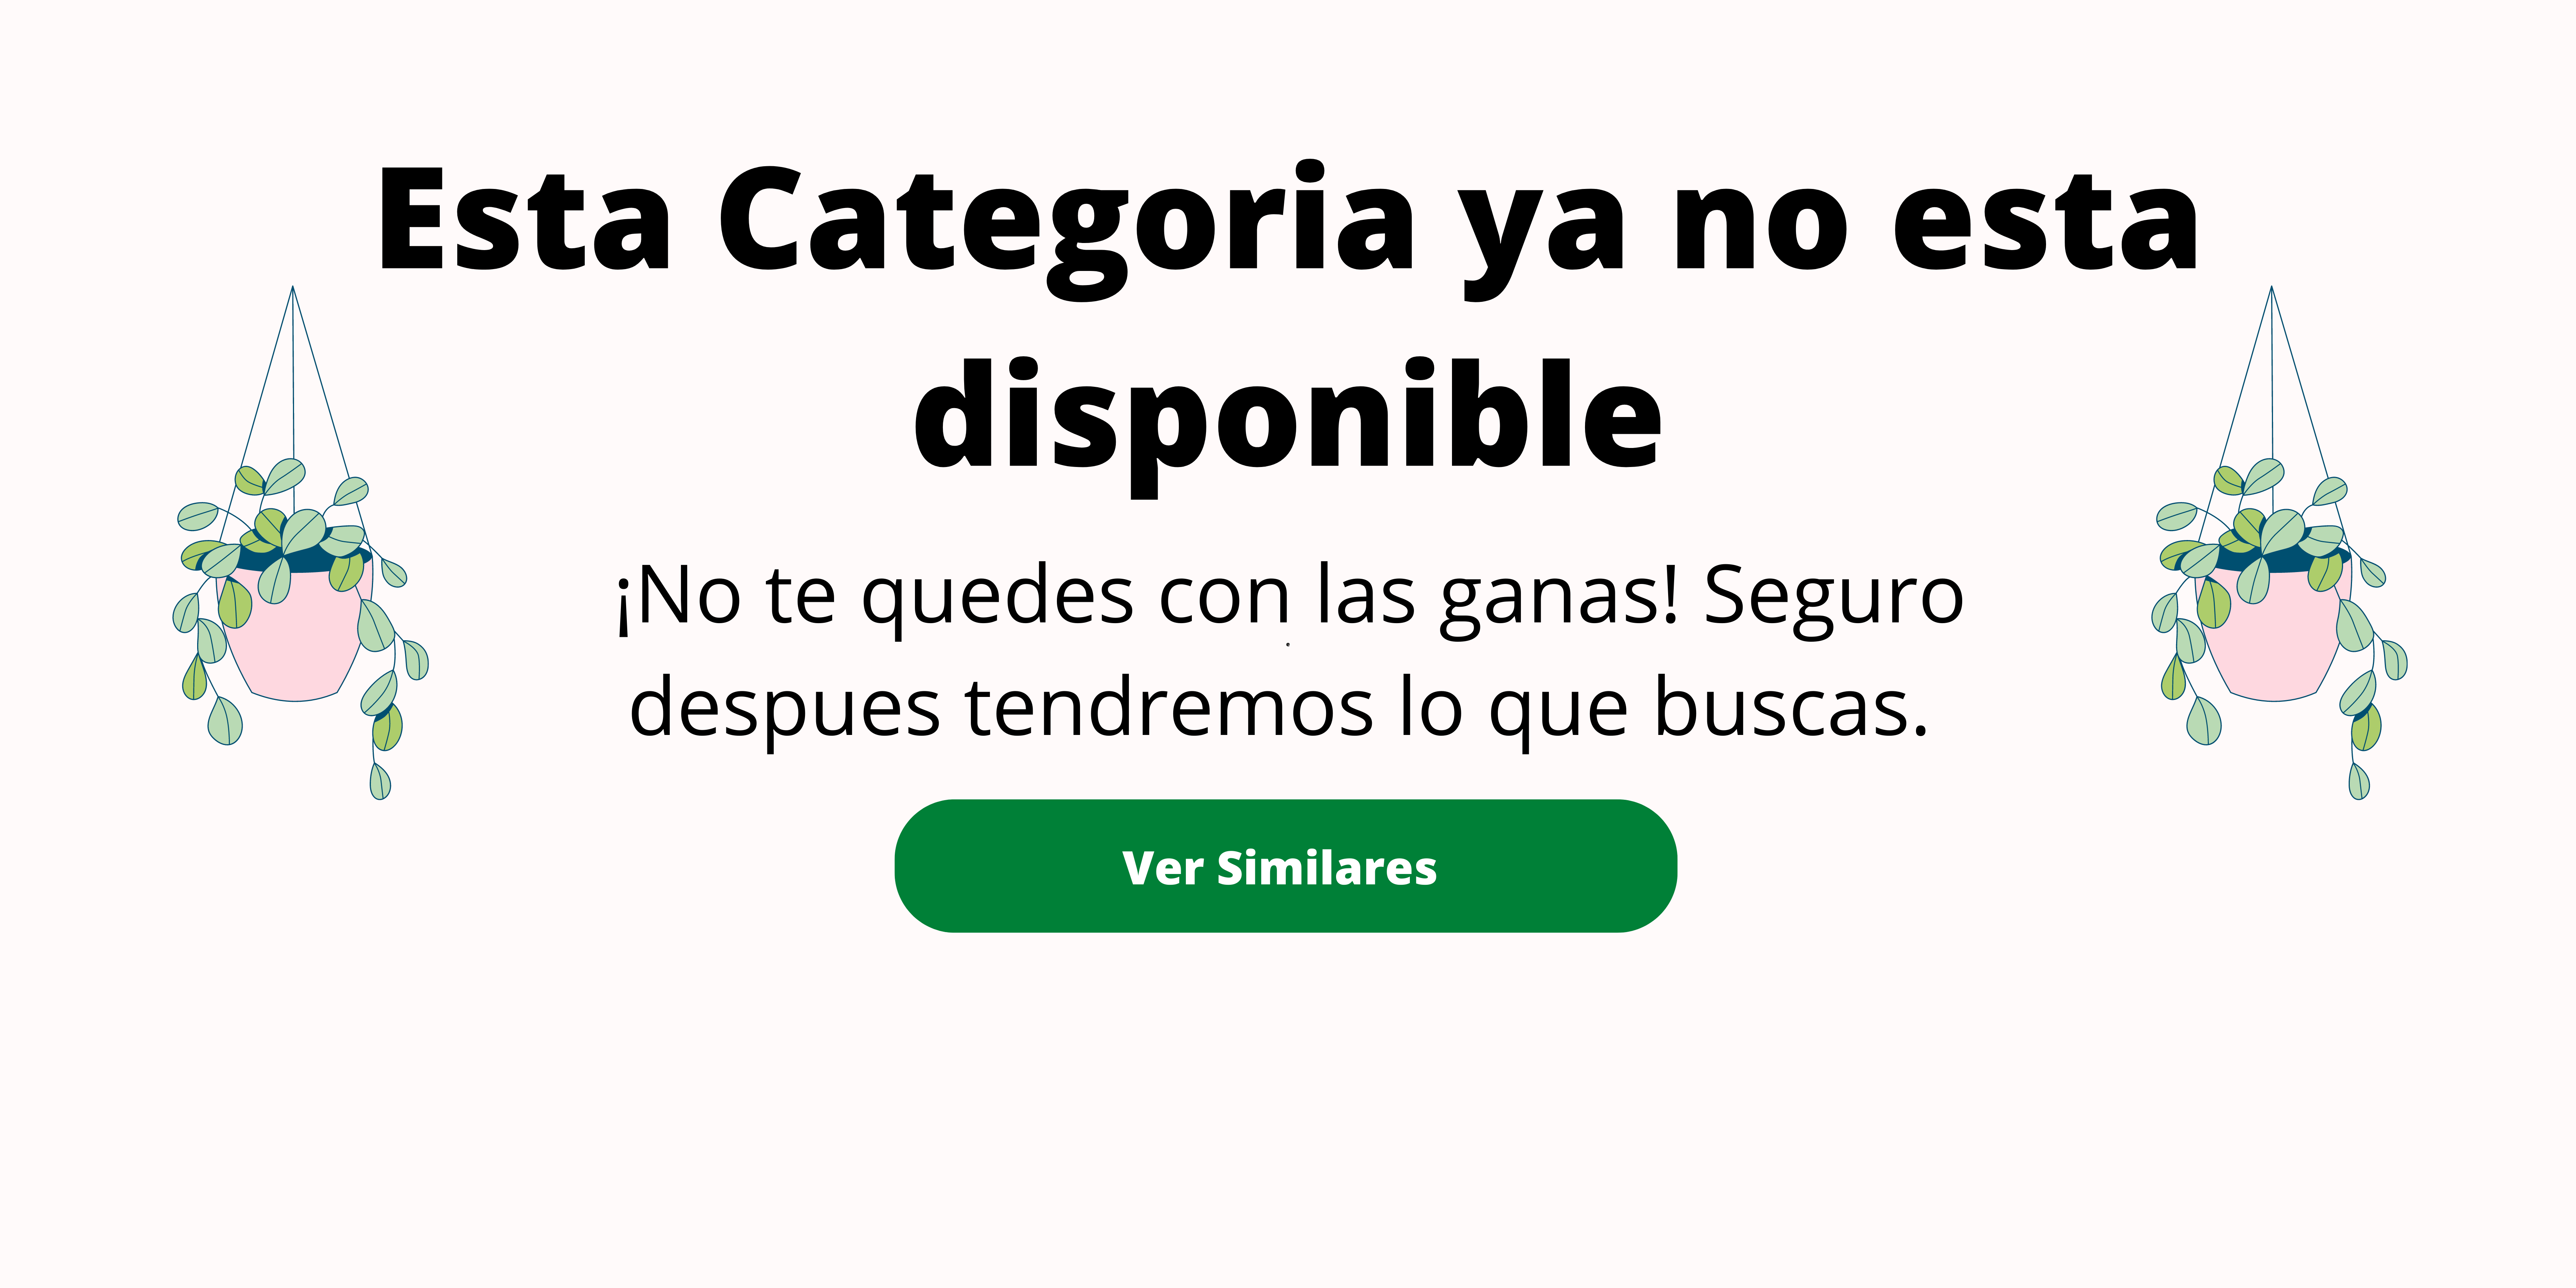 Esta Categoria ya no esta
disponible
¡No te quedes con las ganas! Seguro
despues tendremos lo que buscas.
Ver Similares